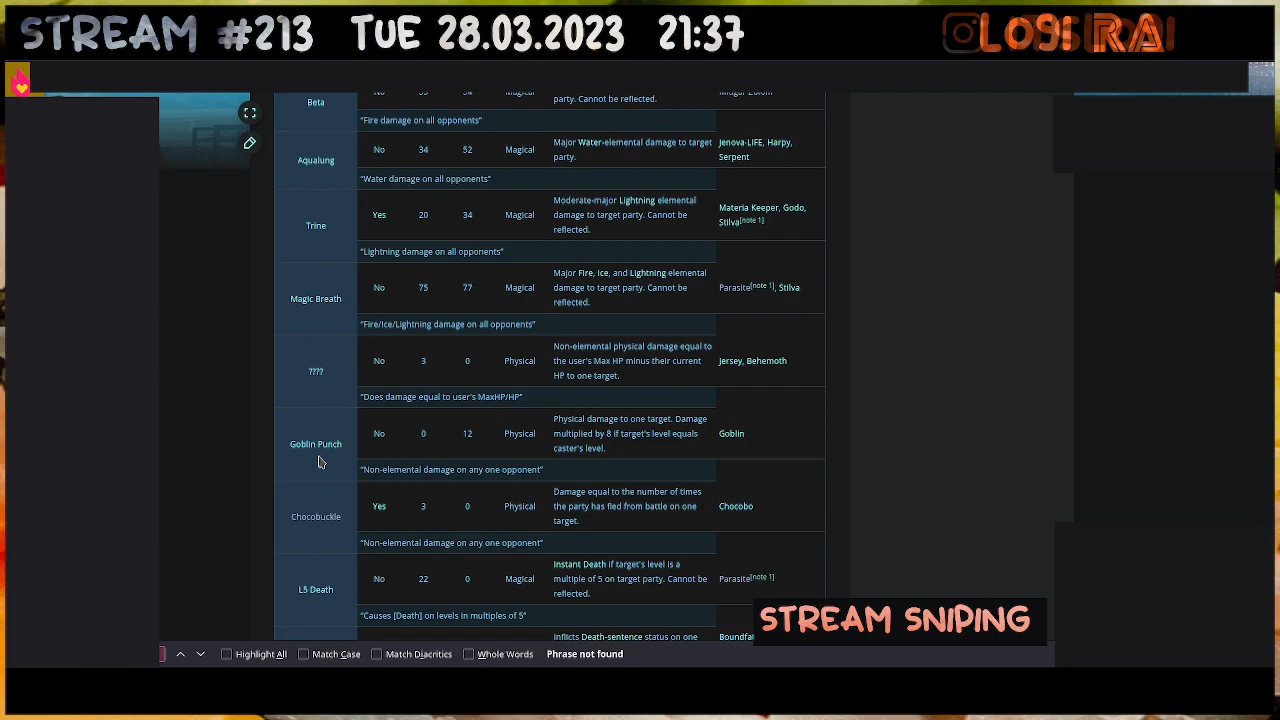 STREAM #213 TUE 28.03.2023 21:37
Beta
party. Cannot be reflected.
"Fire damage on all opponents"
Aqualung
No 34 52 Magical
Major Water-elemental damage to target
party.
Jenova-LIFE, Harpy,
Serpent
"Water damage on all opponents"
Trine
Yes 20 34 Magical
Moderate-major Lightning elemental
damage to target party. Cannot be
reflected.
Materia Keeper, Godo,
Stilva[note 1]
"Lightning damage on all opponents"
Magic Breath
No 75 77 Magical
Major Fire, Ice, and Lightning elemental
damage to target party. Cannot be
reflected.
Parasite[note 1], Stilva
"Fire/Ice/Lightning damage on all opponents"
????
No 3 0 Physical
Non-elemental physical damage equal to
the user's Max HP minus their current
HP to one target.
Jersey, Behemoth
"Does damage equal to user's MaxHP/HP"
Goblin Punch
No 0 12 Physical
Physical damage to one target. Damage
multiplied by 8 if target's level equals
caster's level.
Goblin
"Non-elemental damage on any one opponent"
Chocobuckle
Yes 3 0 Physical
Damage equal to the number of times
the party has fled from battle on one
target.
Chocobo
"Non-elemental damage on any one opponent"
L5 Death
No 22 0 Magical
Instant Death if target's level is a
multiple of 5 on target party. Cannot be
reflected.
Parasite[note 1]
"Causes [Death] on levels in multiples of 5"
Inflicts Death-sentence status on one
STREAM SNIPING
Highlight All Match Case Match Diacritics Whole Words Phrase not found